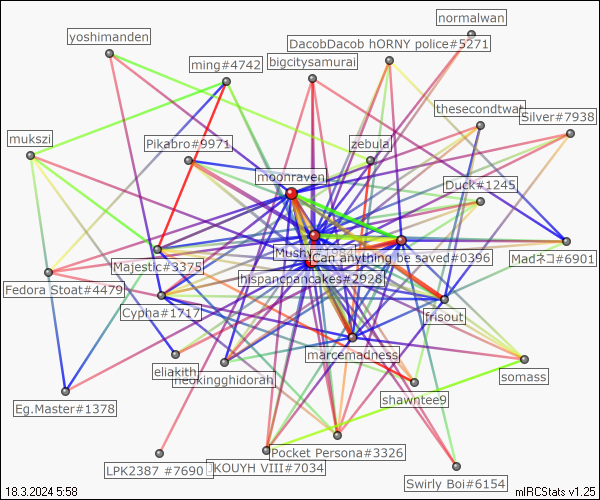 normalwan
yoshimanden
DacobDacob hORNY police#5271
ming#4742
bigcitysamurai
thesecondtwat
Silver#7938
mukszi
Pikabro#9971
zebula
moonraven
Duck#1245
Mushy
Can anything be saved#0396
Madネコ#6901
Majestic#3375
hispancpancakes#2928
Fedora Stoat#4479
Cypha#1717
frisout
marcemadness
eliakith
neokingghidorah
somass
shawntee9
Eg.Master#1378
Pocket Persona#3326
LPK2387 #7690
JKOUYH VIII#7034
Swirly Boi#6154
18.3.2024 5:58
mIRCStats v1.25